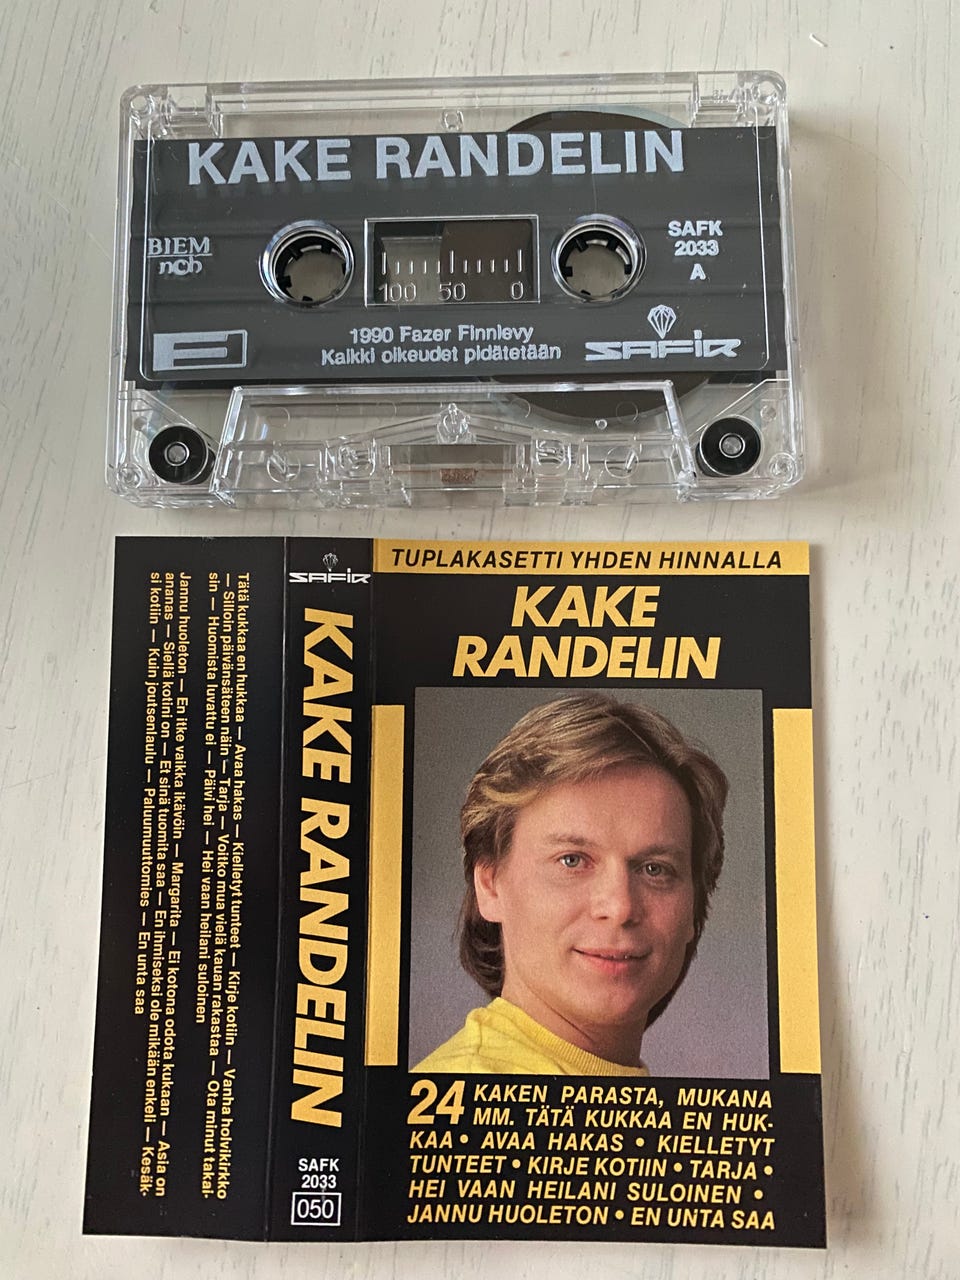 KAKE RANDELIN
BIEM
ncb
SAFK
2033
A
100 50 0
1990 Fazer Finnlevy
Kaikki oikeudet pidätetään
SAFIR
TUPLAKASETTI YHDEN HINNALLA
KAKE
RANDELIN
24 KAKEN PARASTA, MUKANA
MM. TÄTÄ KUKKAA EN HUK-
KAA • AVAA HAKAS • KIELLETYT
TUNTEET • KIRJE KOTIIN • TARJA •
HEI VAAN HEILANI SULOINEN •
JANNU HUOLETON • EN UNTA SAA
SAFIR
KAKE RANDELIN
SAFK
2033
050
Tätä kukkaa en hukkaa — Avaa hakas — Kielletyt tunteet — Kirje kotiin — Vanha holvikirkko
— Silloin päivänsäteen näin — Tarja — Voitko mua vielä kauan rakastaa — Ota minut takai-
sin — Huomista luvattu ei — Päivi hei — Hei vaan heilani suloinen
Jannu huoleton — En itke vaikka ikävöin — Margarita — Ei kotona odota kukaan — Asia on
ananas — Siellä kotini on — Et sinä tuomita saa — En ihmiseksi ole mikään enkeli — Kesäk-
si kotiin — Kuin joutsenlaulu — Paluumuuttomies — En unta saa